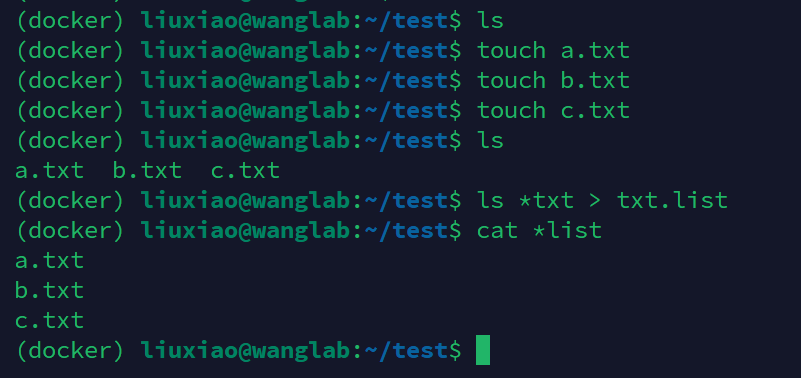 (docker) liuxiao@wanglab:~/test$ ls
(docker) liuxiao@wanglab:~/test$ touch a.txt
(docker) liuxiao@wanglab:~/test$ touch b.txt
(docker) liuxiao@wanglab:~/test$ touch c.txt
(docker) liuxiao@wanglab:~/test$ ls
a.txt  b.txt  c.txt
(docker) liuxiao@wanglab:~/test$ ls *txt > txt.list
(docker) liuxiao@wanglab:~/test$ cat *list
a.txt
b.txt
c.txt
(docker) liuxiao@wanglab:~/test$